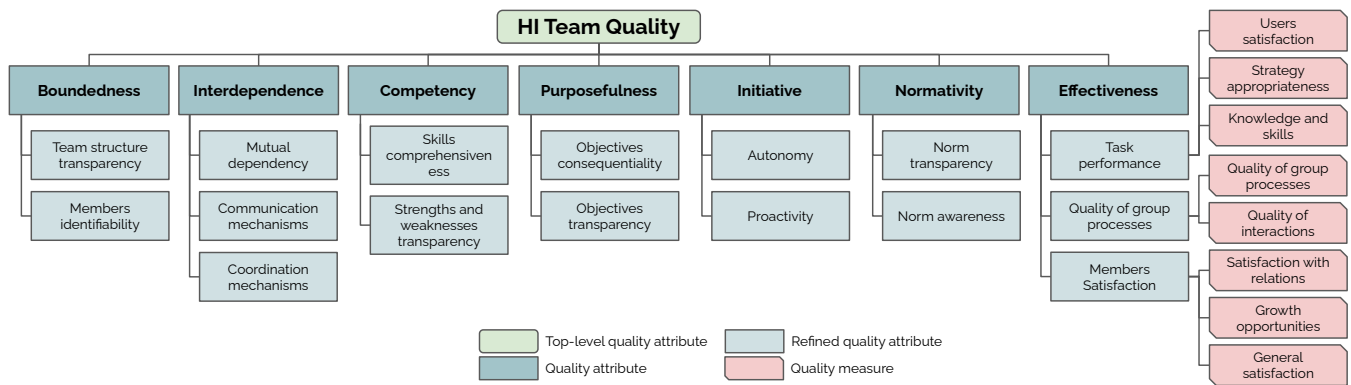 HI Team Quality
Boundedness
Team structure
transparency
Members
identifiability
Interdependence
Mutual
dependency
Communication
mechanisms
Coordination
mechanisms
Competency
Skills
comprehensiven
ess
Strengths and
weaknesses
transparency
Purposefulness
Objectives
consequentiality
Objectives
transparency
Initiative
Autonomy
Proactivity
Normativity
Norm
transparency
Norm awareness
Effectiveness
Task
performance
Quality of group
processes
Members
Satisfaction
Users
satisfaction
Strategy
appropriateness
Knowledge and
skills
Quality of group
processes
Quality of
interactions
Satisfaction with
relations
Growth
opportunities
General
satisfaction
Top-level quality attribute
Quality attribute
Refined quality attribute
Quality measure